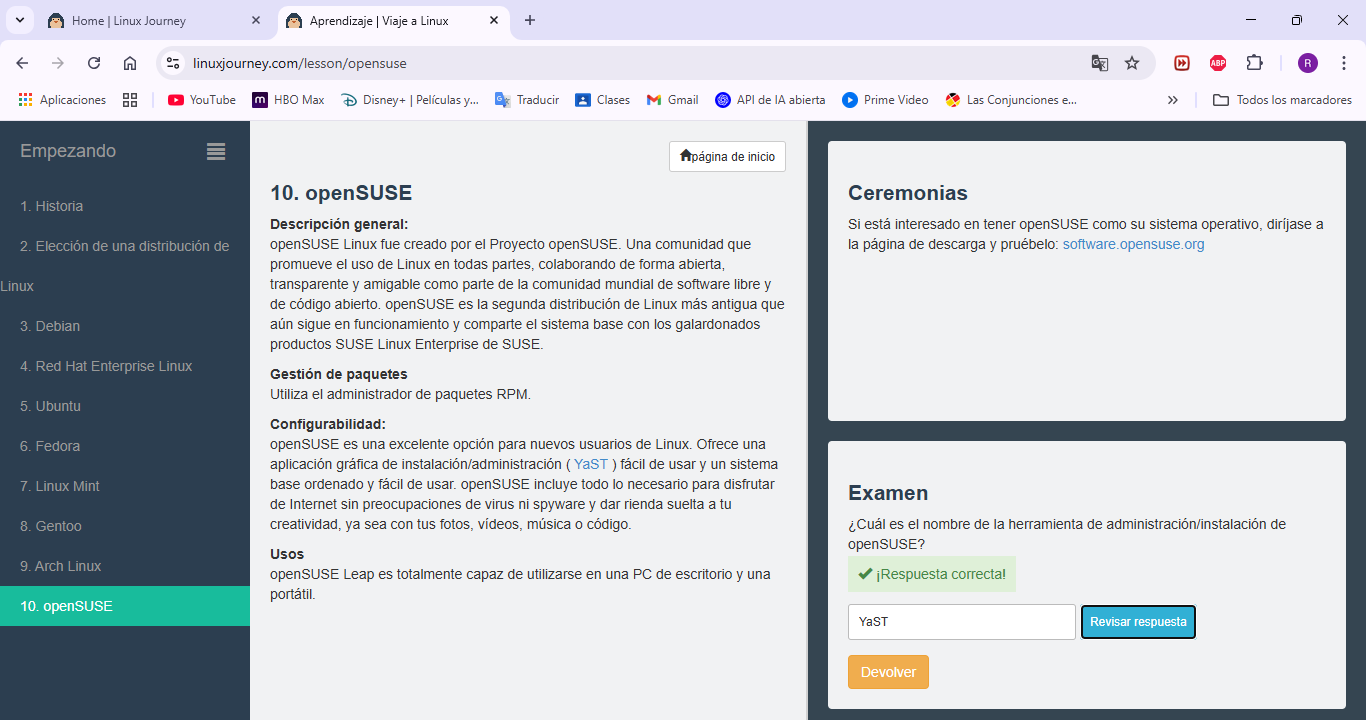 Home | Linux Journey
Aprendizaje | Viaje a Linux
linuxjourney.com/lesson/opensuse
ABP
R
Aplicaciones
YouTube
HBO Max
Disney+ | Películas y...
Traducir
Clases
Gmail
API de IA abierta
Prime Video
Las Conjunciones e...
Todos los marcadores
Empezando
1. Historia
2. Elección de una distribución de
Linux
3. Debian
4. Red Hat Enterprise Linux
5. Ubuntu
6. Fedora
7. Linux Mint
8. Gentoo
9. Arch Linux
10. openSUSE
página de inicio
10. openSUSE
Descripción general:
openSUSE Linux fue creado por el Proyecto openSUSE. Una comunidad que
promueve el uso de Linux en todas partes, colaborando de forma abierta,
transparente y amigable como parte de la comunidad mundial de software libre y
de código abierto. openSUSE es la segunda distribución de Linux más antigua que
aún sigue en funcionamiento y comparte el sistema base con los galardonados
productos SUSE Linux Enterprise de SUSE.
Gestión de paquetes
Utiliza el administrador de paquetes RPM.
Configurabilidad:
openSUSE es una excelente opción para nuevos usuarios de Linux. Ofrece una
aplicación gráfica de instalación/administración ( YaST ) fácil de usar y un sistema
base ordenado y fácil de usar. openSUSE incluye todo lo necesario para disfrutar
de Internet sin preocupaciones de virus ni spyware y dar rienda suelta a tu
creatividad, ya sea con tus fotos, vídeos, música o código.
Usos
openSUSE Leap es totalmente capaz de utilizarse en una PC de escritorio y una
portátil.
Ceremonias
Si está interesado en tener openSUSE como su sistema operativo, diríjase a
la página de descarga y pruébelo: software.opensuse.org
Examen
¿Cuál es el nombre de la herramienta de administración/instalación de
openSUSE?
¡Respuesta correcta!
YaST
Revisar respuesta
Devolver